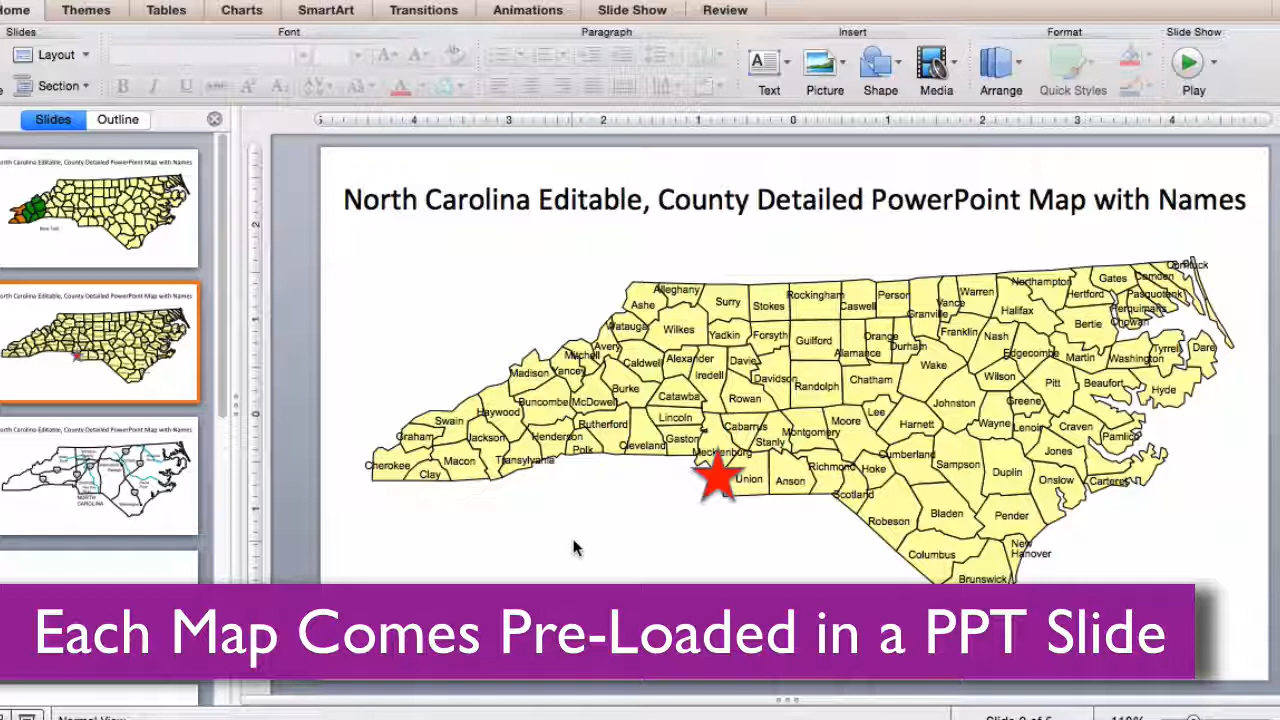 Home Themes Tables Charts SmartArt Transitions Animations Slide Show Review
Slides Font Paragraph Insert Format Slide Show
Layout
Section
Text Picture Shape Media Arrange Quick Styles Play
Slides Outline
North Carolina Editable, County Detailed PowerPoint Map with Names
Currituck
Alleghany Northampton Gates Camden
Ashe Surry Stokes Rockingham Caswell Person Vance Warren Hertford Pasquotank
Granville Halifax Perquimans
Watauga Wilkes Yadkin Forsyth Guilford Orange Durham Franklin Nash Bertie Chowan
Mitchell Avery Caldwell Alexander Davie Alamance Edgecombe Martin Washington Tyrrell Dare
Madison Yancey Iredell Davidson Randolph Chatham Wake Wilson Pitt Beaufort Hyde
Buncombe McDowell Burke Catawba Rowan Johnston Greene
Swain Haywood Rutherford Lincoln Cabarrus Moore Lee Harnett Wayne Lenoir Craven Pamlico
Graham Jackson Henderson Cleveland Gaston Stanly Montgomery
Cherokee Clay Macon Transylvania Polk Mecklenburg Union Anson Richmond Hoke Cumberland Sampson Duplin Jones
Scotland Onslow Carteret
Robeson Bladen Pender
Columbus New Hanover
Brunswick
Each Map Comes Pre-Loaded in a PPT Slide